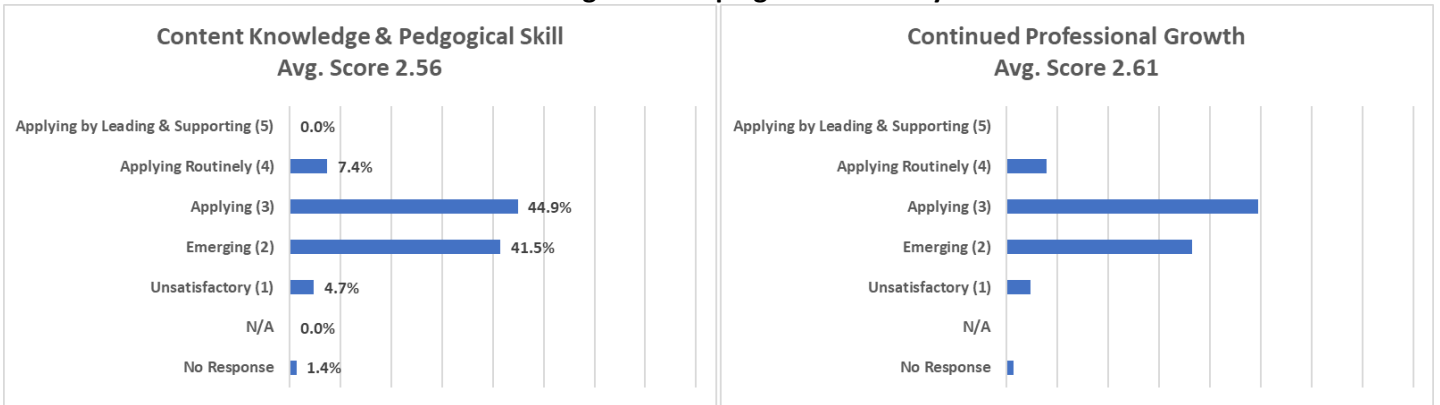 Content Knowledge & Pedgogical Skill
Avg. Score 2.56
Applying by Leading & Supporting (5)
0.0%
Applying Routinely (4)
7.4%
Applying (3)
44.9%
Emerging (2)
41.5%
Unsatisfactory (1)
4.7%
N/A
0.0%
No Response
1.4%
Continued Professional Growth
Avg. Score 2.61
Applying by Leading & Supporting (5)
Applying Routinely (4)
Applying (3)
Emerging (2)
Unsatisfactory (1)
N/A
No Response